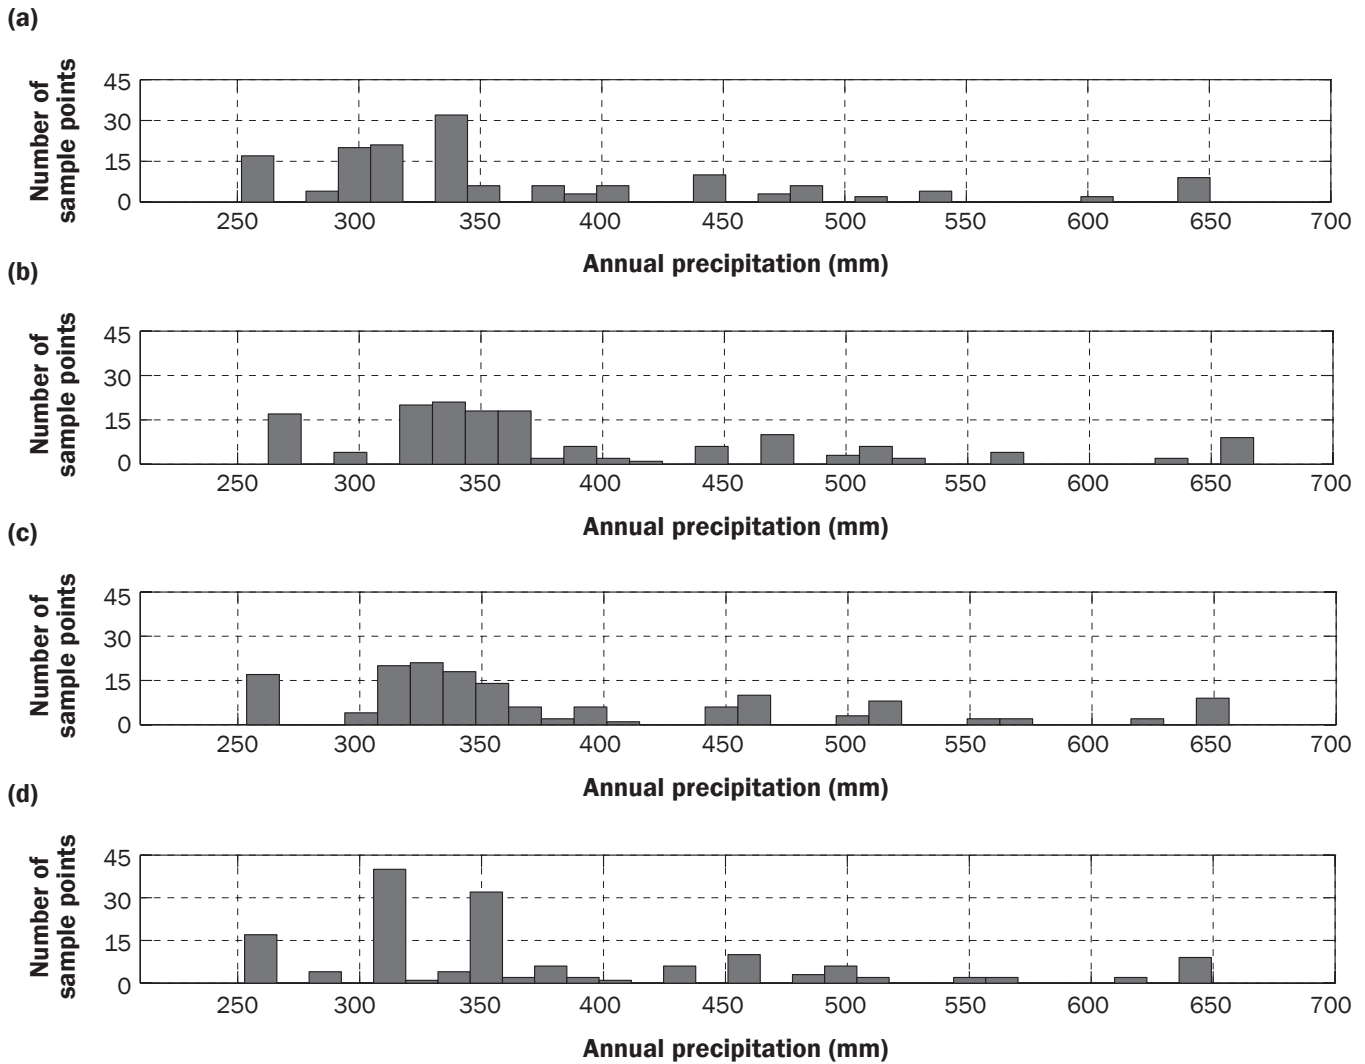 (a)
Number of
sample points
45
30
15
0
250 300 350 400 450 500 550 600 650 700
Annual precipitation (mm)
(b)
Number of
sample points
45
30
15
0
250 300 350 400 450 500 550 600 650 700
Annual precipitation (mm)
(c)
Number of
sample points
45
30
15
0
250 300 350 400 450 500 550 600 650 700
Annual precipitation (mm)
(d)
Number of
sample points
45
30
15
0
250 300 350 400 450 500 550 600 650 700
Annual precipitation (mm)